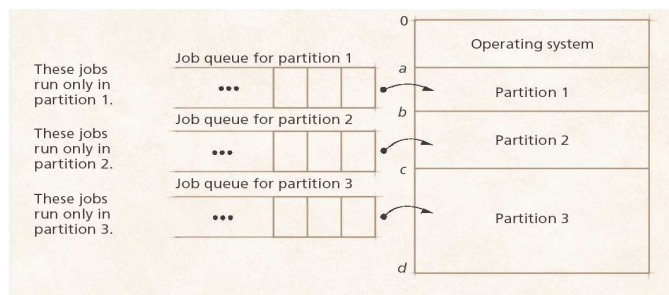 0
Operating system
Job queue for partition 1
These jobs
run only in
partition 1.
•••
a
Partition 1
b
Job queue for partition 2
These jobs
run only in
partition 2.
•••
Partition 2
c
Job queue for partition 3
These jobs
run only in
partition 3.
•••
Partition 3
d